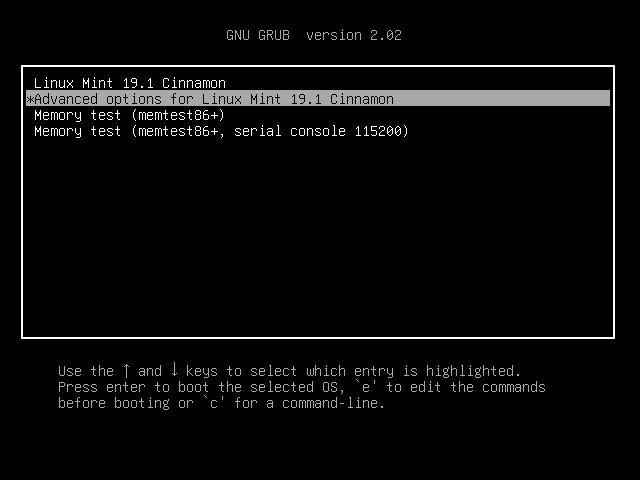 GNU GRUB  version 2.02
Linux Mint 19.1 Cinnamon
*Advanced options for Linux Mint 19.1 Cinnamon
Memory test (memtest86+)
Memory test (memtest86+, serial console 115200)
Use the ↑ and ↓ keys to select which entry is highlighted.
Press enter to boot the selected OS, `e' to edit the commands
before booting or `c' for a command-line.